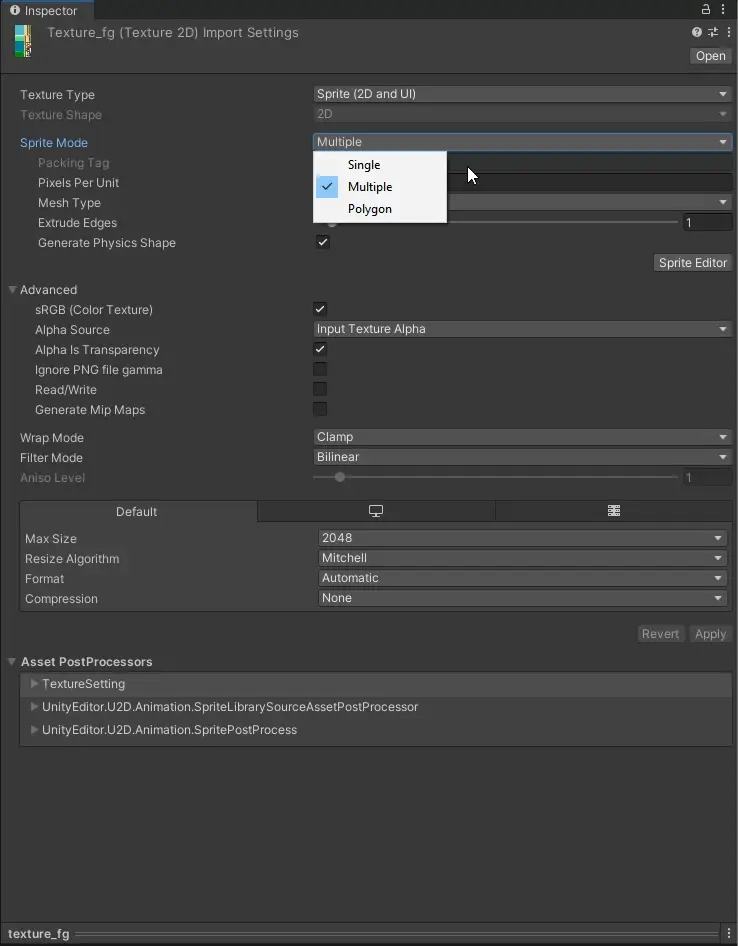 Inspector
Texture_fg (Texture 2D) Import Settings
Open
Texture Type Sprite (2D and UI)
Texture Shape 2D
Sprite Mode Multiple
Packing Tag Single
Pixels Per Unit Multiple
Mesh Type Polygon
Extrude Edges 1
Generate Physics Shape
Sprite Editor
Advanced
sRGB (Color Texture)
Alpha Source Input Texture Alpha
Alpha Is Transparency
Ignore PNG file gamma
Read/Write
Generate Mip Maps
Wrap Mode Clamp
Filter Mode Bilinear
Aniso Level 1
Default
Max Size 2048
Resize Algorithm Mitchell
Format Automatic
Compression None
Revert Apply
Asset PostProcessors
TextureSetting
UnityEditor.U2D.Animation.SpriteLibrarySourceAssetPostProcessor
UnityEditor.U2D.Animation.SpritePostProcess
texture_fg